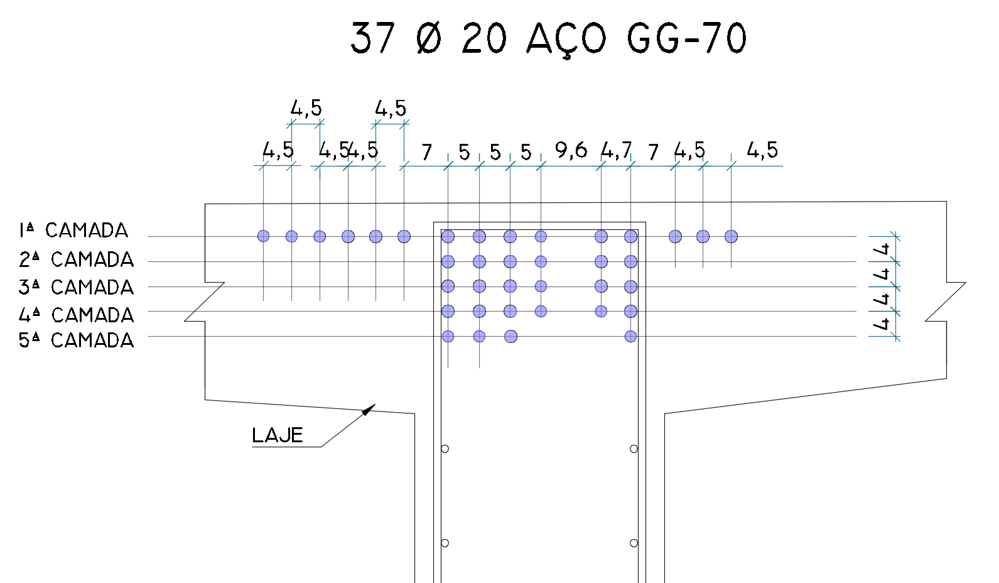 37 Ø 20 AÇO GG-70
4,5 4,5
4,5 4,5 4,5 7 5 5 5 9,6 4,7 7 4,5 4,5
1ª CAMADA
2ª CAMADA
3ª CAMADA
4ª CAMADA
5ª CAMADA
4
4
4
4
LAJE